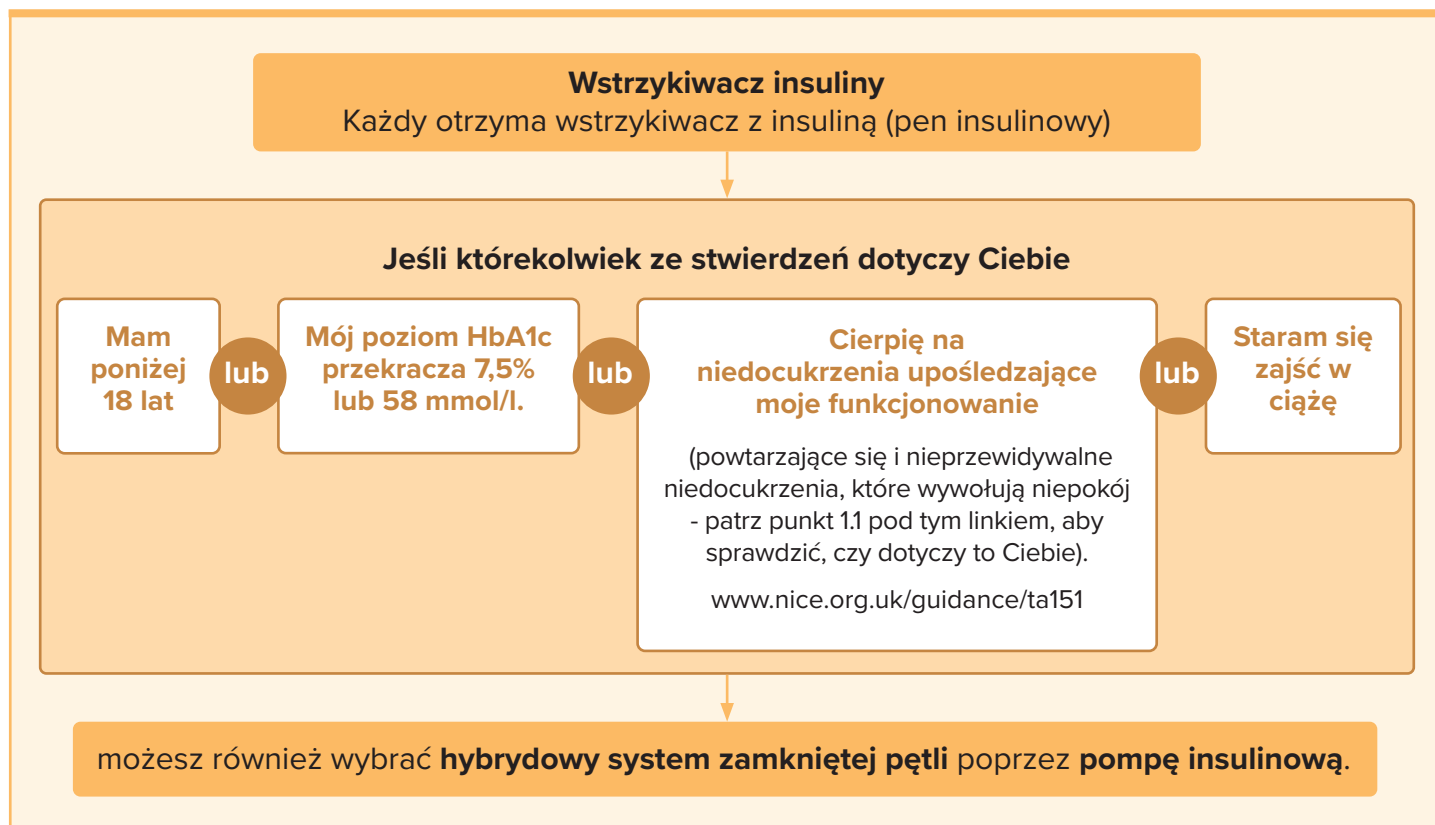 Wstrzykiwacz insuliny
Każdy otrzyma wstrzykiwacz z insuliną (pen insulinowy)
Jeśli którekolwiek ze stwierdzeń dotyczy Ciebie
Mam
poniżej
18 lat
lub
Mój poziom HbA1c
przekracza 7,5%
lub 58 mmol/l.
lub
Cierpię na
niedocukrzenia upośledzające
moje funkcjonowanie
(powtarzające się i nieprzewidywalne
niedocukrzenia, które wywołują niepokój
- patrz punkt 1.1 pod tym linkiem, aby
sprawdzić, czy dotyczy to Ciebie).
www.nice.org.uk/guidance/ta151
lub
Staram się
zajść w
ciążę
możesz również wybrać hybrydowy system zamkniętej pętli poprzez pompę insulinową.